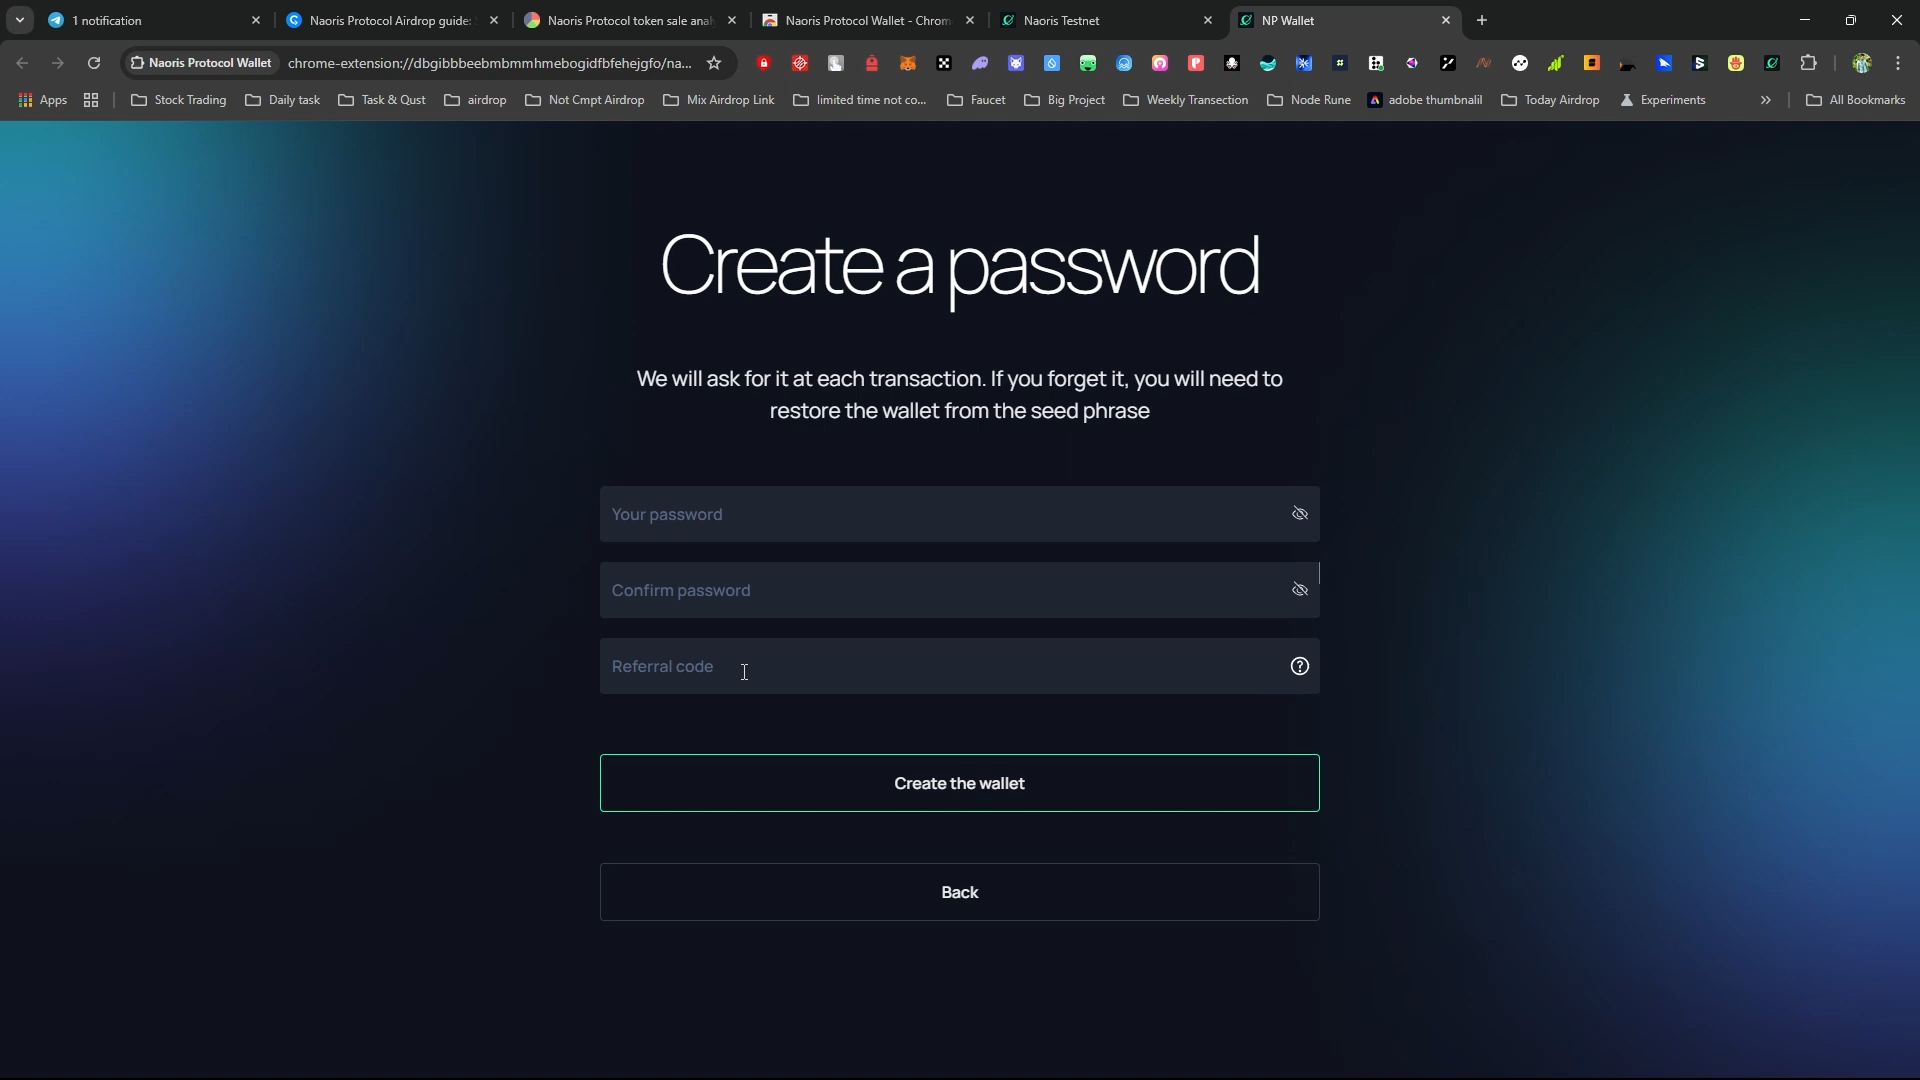 1 notification
Naoris Protocol Airdrop guide:
Naoris Protocol token sale anal
Naoris Protocol Wallet - Chrom
Naoris Testnet
NP Wallet
Naoris Protocol Wallet
chrome-extension://dbgibbbeebmbmmhmebogidfbfehejgfo/na...
Apps
Stock Trading
Daily task
Task & Qust
airdrop
Not Cmpt Airdrop
Mix Airdrop Link
limited time not co...
Faucet
Big Project
Weekly Transection
Node Rune
adobe thumbnalil
Today Airdrop
Experiments
All Bookmarks
Create a password
We will ask for it at each transaction. If you forget it, you will need to
restore the wallet from the seed phrase
Your password
Confirm password
Referral code
Create the wallet
Back